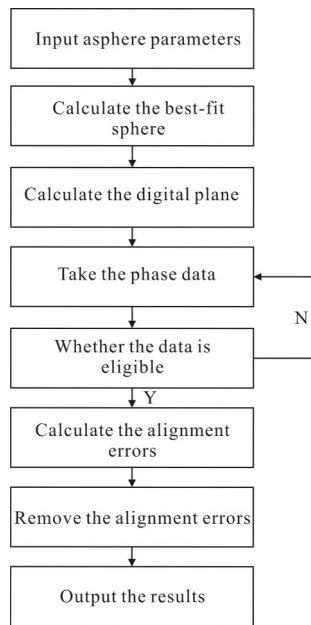 Input asphere parameters
Calculate the best-fit
sphere
Calculate the digital plane
Take the phase data
N
Whether the data is
eligible
Y
Calculate the alignment
errors
Remove the alignment errors
Output the results